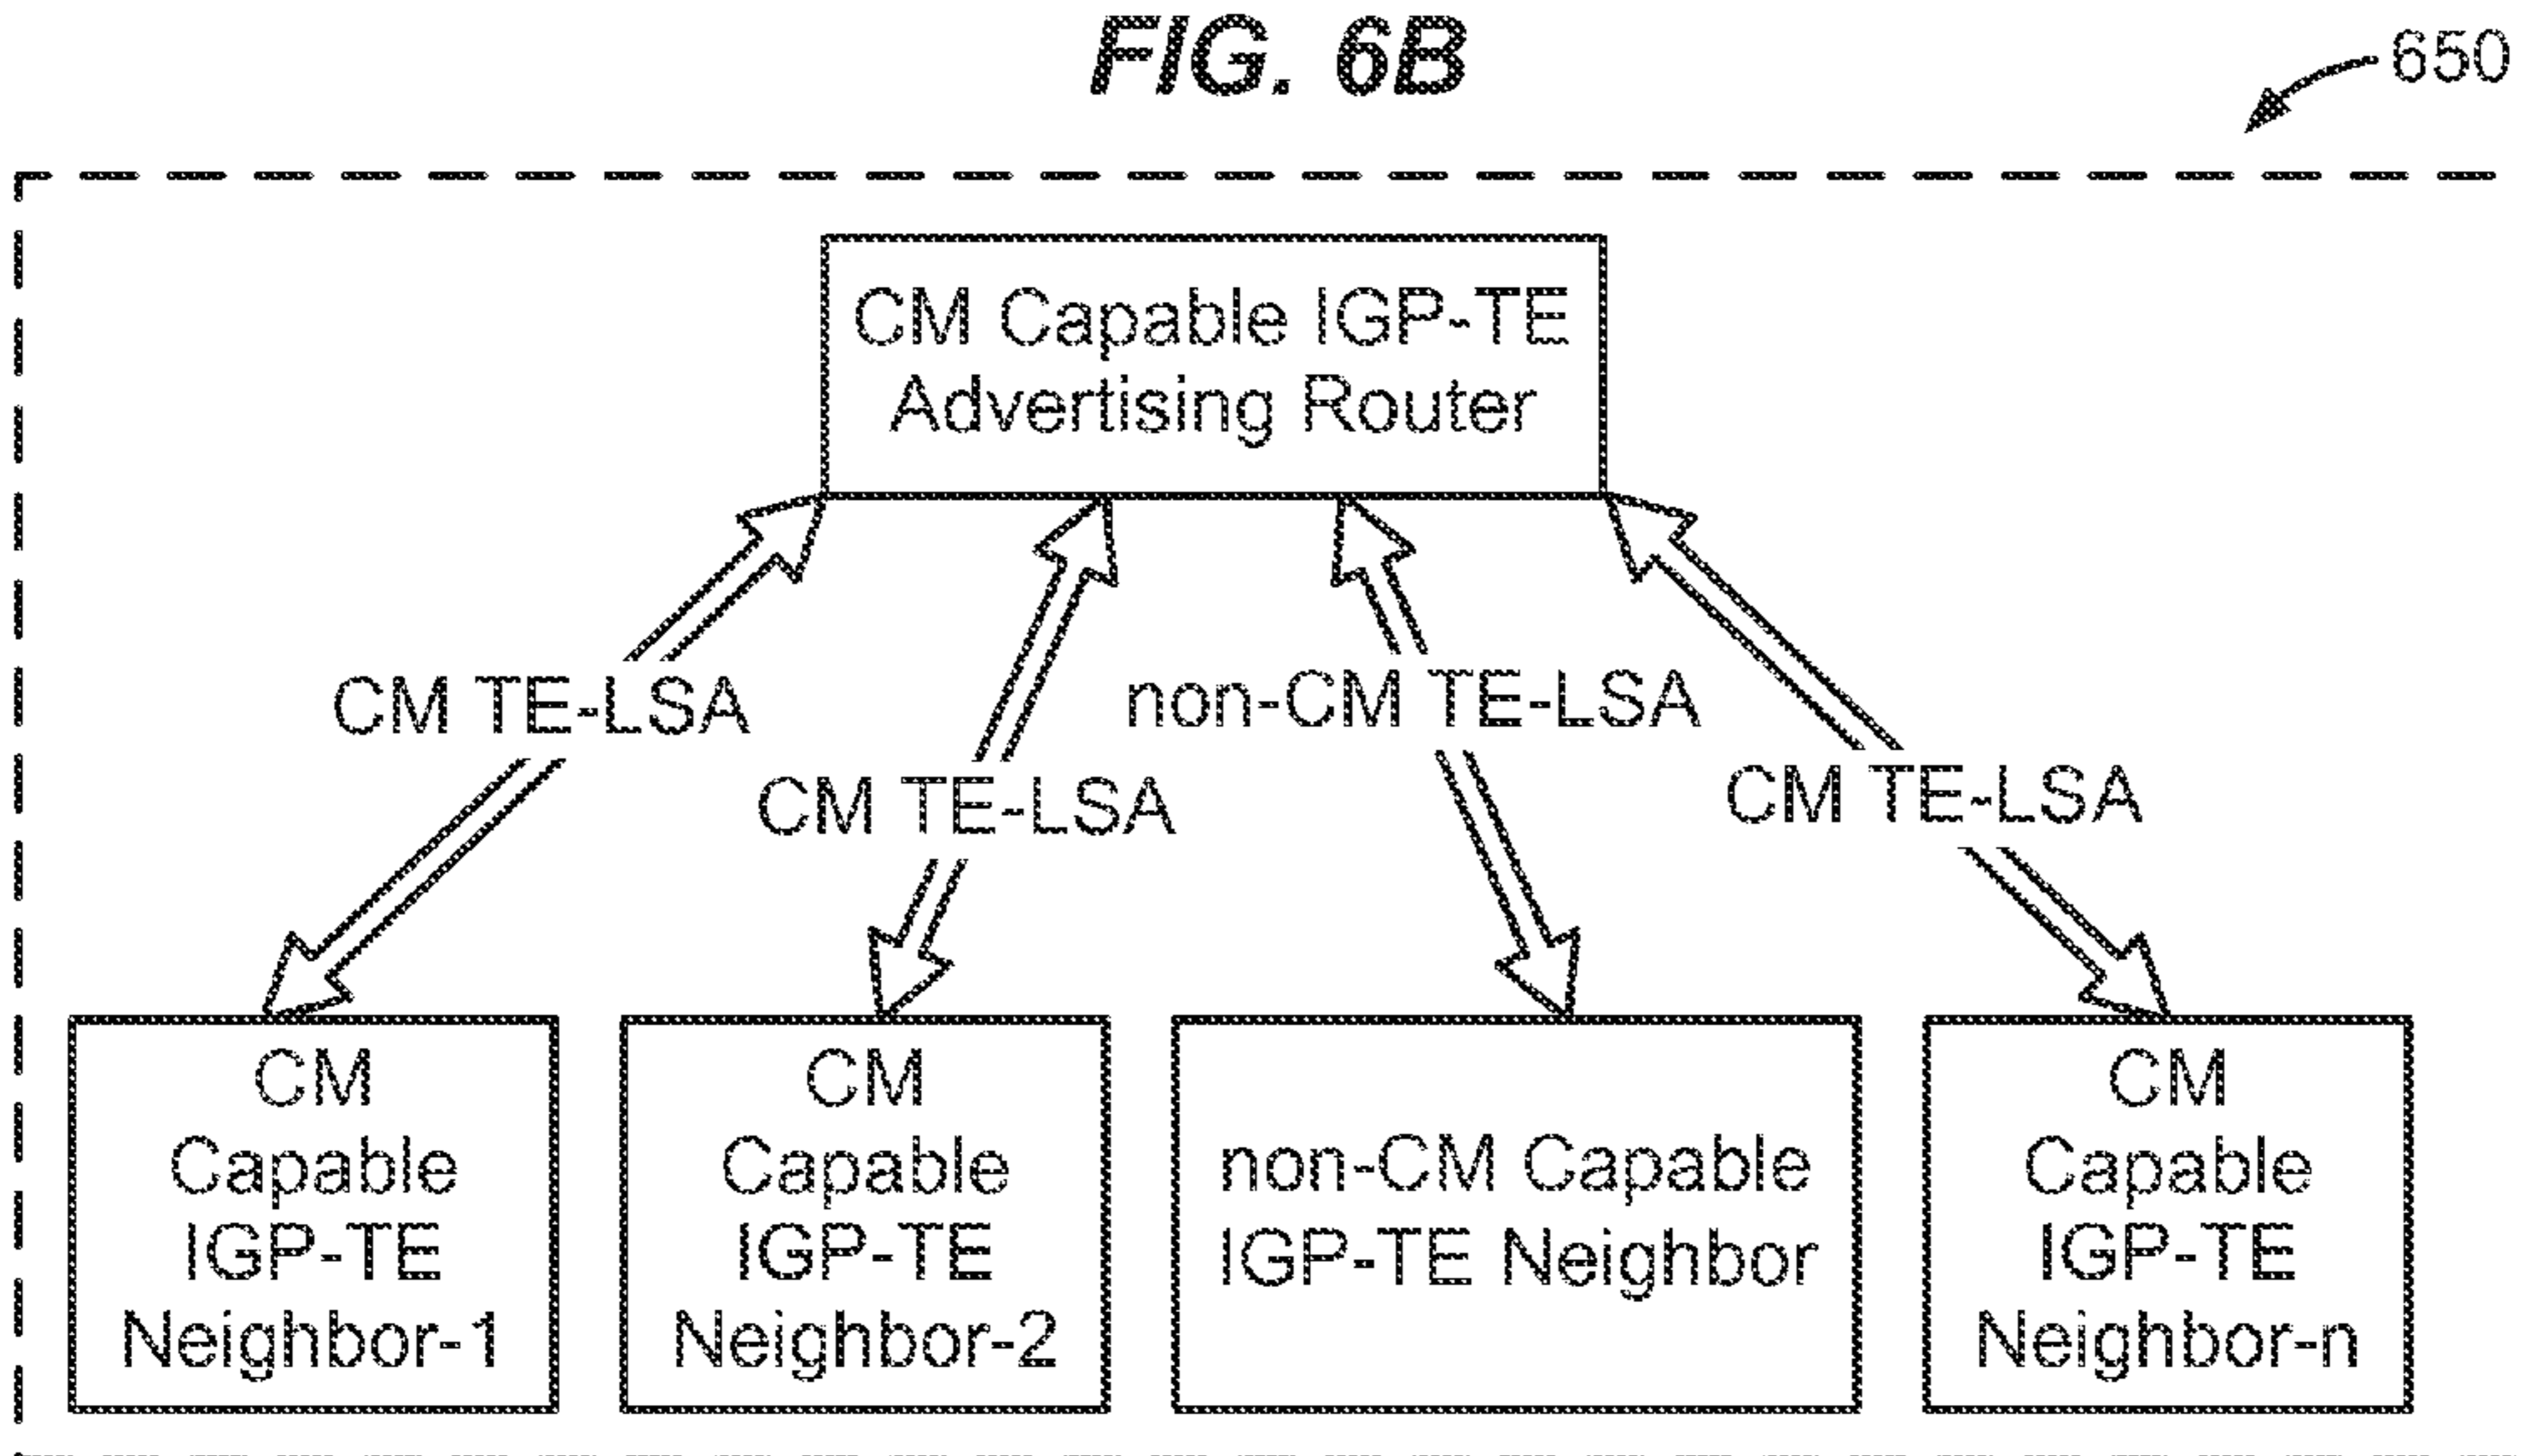 FIG. 6B
650
CM Capable IGP-TE
Advertising Router
CM TE-LSA
CM TE-LSA
non-CM TE-LSA
CM TE-LSA
CM
Capable
IGP-TE
Neighbor-1
CM
Capable
IGP-TE
Neighbor-2
non-CM Capable
IGP-TE Neighbor
CM
Capable
IGP-TE
Neighbor-n